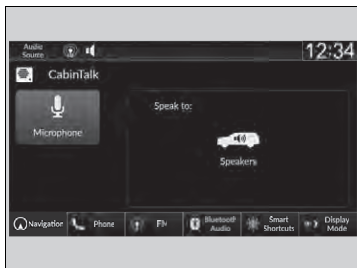 Audio
Source
12:34
CabinTalk
Microphone
Speak to:
Speakers
Navigation
Phone
FM
Bluetooth
Audio
Smart
Shortcuts
Display
Mode